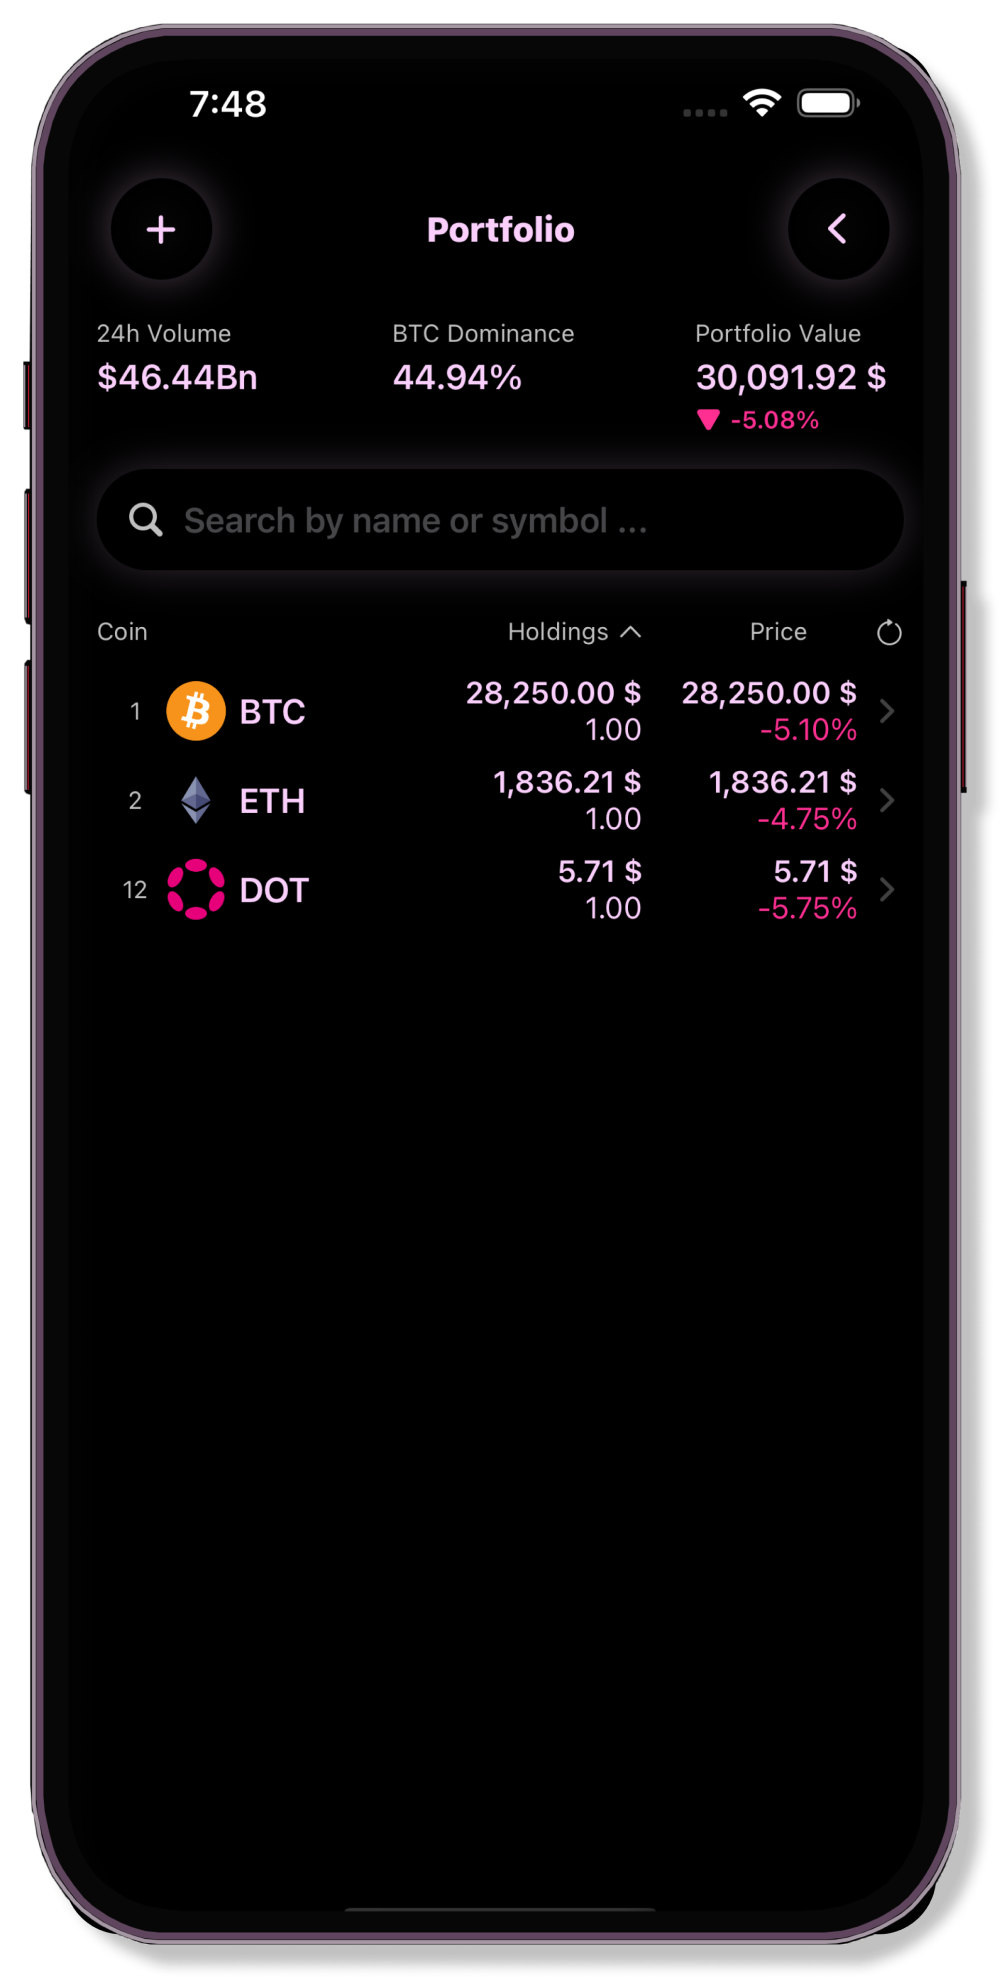 7:48
Portfolio
24h Volume BTC Dominance Portfolio Value
$46.44Bn 44.94% 30,091.92 $
-5.08%
Search by name or symbol ...
Coin Holdings Price
1 BTC 28,250.00 $ 28,250.00 $
1.00 -5.10%
2 ETH 1,836.21 $ 1,836.21 $
1.00 -4.75%
12 DOT 5.71 $ 5.71 $
1.00 -5.75%